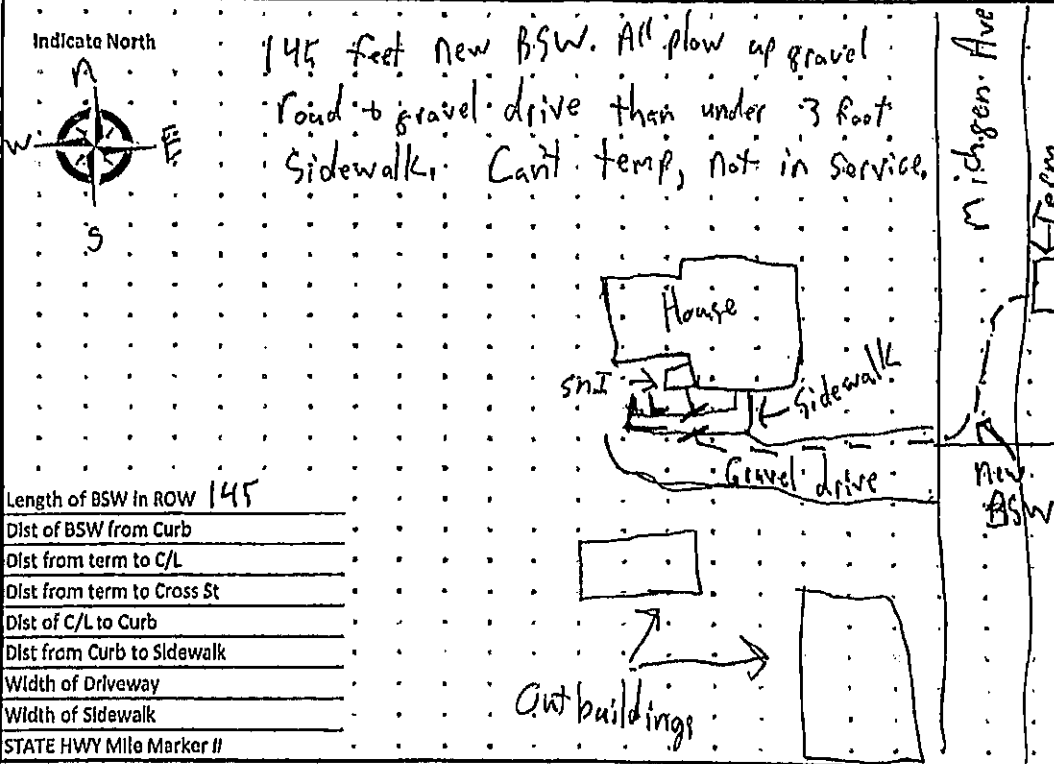 Indicate North
N
W
E
S
145 feet new BSW. All plow up gravel
road & gravel drive than under 3 foot
Sidewalk. Can't temp, not in service.
Michigen Ave
Term
House
SnI
Sidewalk
Gravel drive
new
BSW
Length of BSW in ROW 145
Dist of BSW from Curb
Dist from term to C/L
Dist from term to Cross St
Dist of C/L to Curb
Dist from Curb to Sidewalk
Width of Driveway
Width of Sidewalk
STATE HWY Mile Marker #
Out buildings